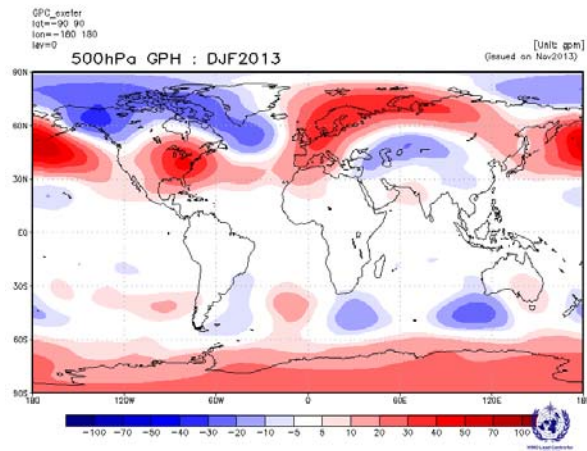 GPC_exeter
lat=-90 90
lon=-180 180
lev=0
500hPa GPH : DJF2013
[Unit: gpm]
(issued on Nov2013)
90N
60N
30N
EQ
30S
60S
90S
180 120W 60W 0 60E 120E 180
-100 -70 -50 -40 -30 -20 -10 -5 5 10 20 30 40 50 70 100